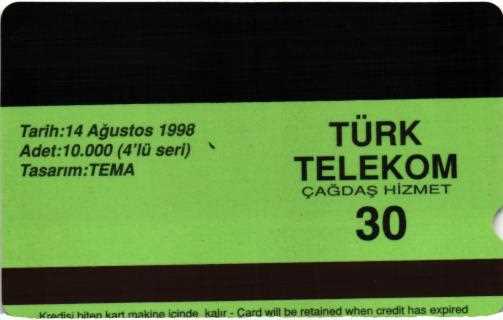 Tarih:14 Ağustos 1998
Adet:10.000 (4'lü seri)
Tasarım:TEMA
TÜRK
TELEKOM
ÇAĞDAŞ HİZMET
30
Kredisi biten kart makine içinde kalır - Card will be retained when credit has expired